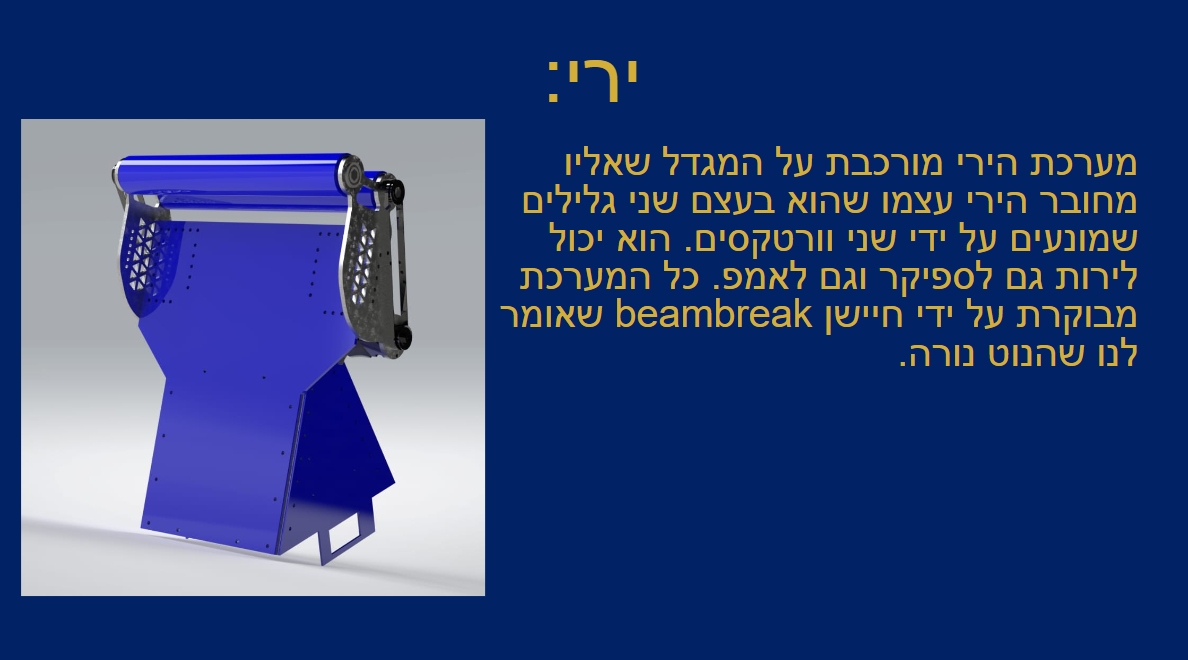 ירי:
מערכת הירי מורכבת על המגדל שאליו
מחובר הירי עצמו שהוא בעצם שני גלילים
שמונעים על ידי שני וורטקסים. הוא יכול
לירות גם לספיקר וגם לאמפ. כל המערכת
מבוקרת על ידי חיישן beambreak שאומר
לנו שהנוט נורה.